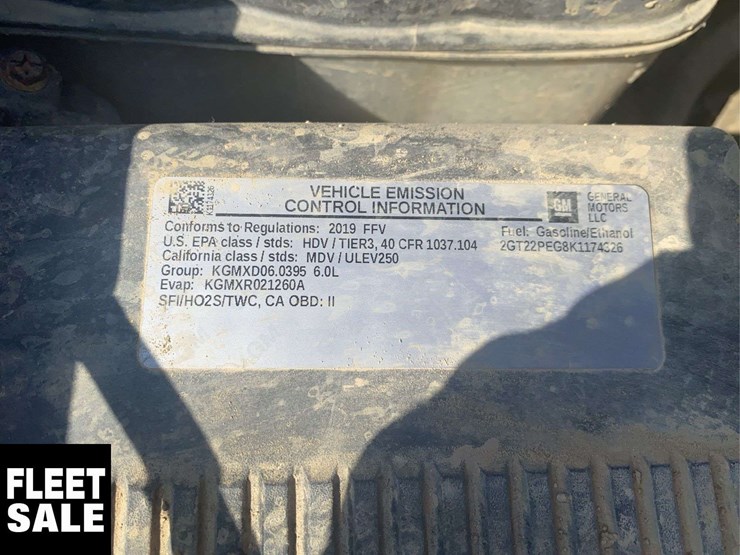 VEHICLE EMISSION
CONTROL INFORMATION
GM
GENERAL
MOTORS
LLC
Conforms to Regulations: 2019 FFV
Fuel: Gasoline/Ethanol
U.S. EPA class / stds: HDV / TIER3, 40 CFR 1037.104
2GT22PEG8K1174326
California class / stds: MDV / ULEV250
Group: KGMXD06.0395 6.0L
Evap: KGMXR021260A
SFI/HO2S/TWC, CA OBD: II
K1174326
FLEET
SALE